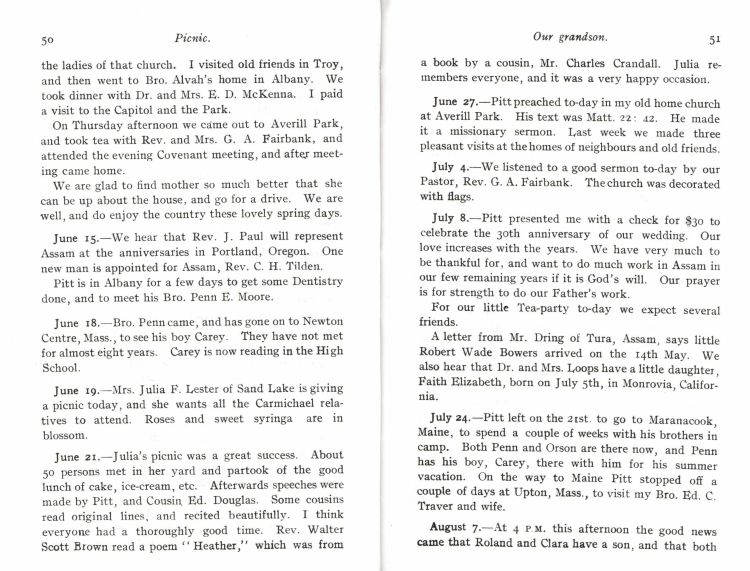 50 Picnic.
the ladies of that church. I visited old friends in Troy,
and then went to Bro. Alvah's home in Albany. We
took dinner with Dr. and Mrs. E. D. McKenna. I paid
a visit to the Capitol and the Park.
On Thursday afternoon we came out to Averill Park,
and took tea with Rev. and Mrs. G. A. Fairbank, and
attended the evening Covenant meeting, and after meet-
ing came home.
We are glad to find mother so much better that she
can be up about the house, and go for a drive. We are
well, and do enjoy the country these lovely spring days.
June 15.—We hear that Rev. J. Paul will represent
Assam at the anniversaries in Portland, Oregon. One
new man is appointed for Assam, Rev. C. H. Tilden.
Pitt is in Albany for a few days to get some Dentistry
done, and to meet his Bro. Penn E. Moore.
June 18.—Bro. Penn came, and has gone on to Newton
Centre, Mass., to see his boy Carey. They have not met
for almost eight years. Carey is now reading in the High
School.
June 19.—Mrs. Julia F. Lester of Sand Lake is giving
a picnic today, and she wants all the Carmichael rela-
tives to attend. Roses and sweet syringa are in
blossom.
June 21.—Julia's picnic was a great success. About
50 persons met in her yard and partook of the good
lunch of cake, ice-cream, etc. Afterwards speeches were
made by Pitt, and Cousin Ed. Douglas. Some cousins
read original lines, and recited beautifully. I think
everyone had a thoroughly good time. Rev. Walter
Scott Brown read a poem "Heather," which was from
Our grandson. 51
a book by a cousin, Mr. Charles Crandall. Julia re-
members everyone, and it was a very happy occasion.
June 27.—Pitt preached to-day in my old home church
at Averill Park. His text was Matt. 22: 42. He made
it a missionary sermon. Last week we made three
pleasant visits at the homes of neighbours and old friends.
July 4.—We listened to a good sermon to-day by our
Pastor, Rev. G. A. Fairbank. The church was decorated
with flags.
July 8.—Pitt presented me with a check for $30 to
celebrate the 30th anniversary of our wedding. Our
love increases with the years. We have very much to
be thankful for, and want to do much work in Assam in
our few remaining years if it is God's will. Our prayer
is for strength to do our Father's work.
For our little Tea-party to-day we expect several
friends.
A letter from Mr. Dring of Tura, Assam, says little
Robert Wade Bowers arrived on the 14th May. We
also hear that Dr. and Mrs. Loops have a little daughter,
Faith Elizabeth, born on July 5th, in Monrovia, Califor-
nia.
July 24.—Pitt left on the 21st. to go to Maranacook,
Maine, to spend a couple of weeks with his brothers in
camp. Both Penn and Orson are there now, and Penn
has his boy, Carey, there with him for his summer
vacation. On the way to Maine Pitt stopped off a
couple of days at Upton, Mass., to visit my Bro. Ed. C.
Traver and wife.
August 7.—At 4 P.M. this afternoon the good news
came that Roland and Clara have a son, and that both